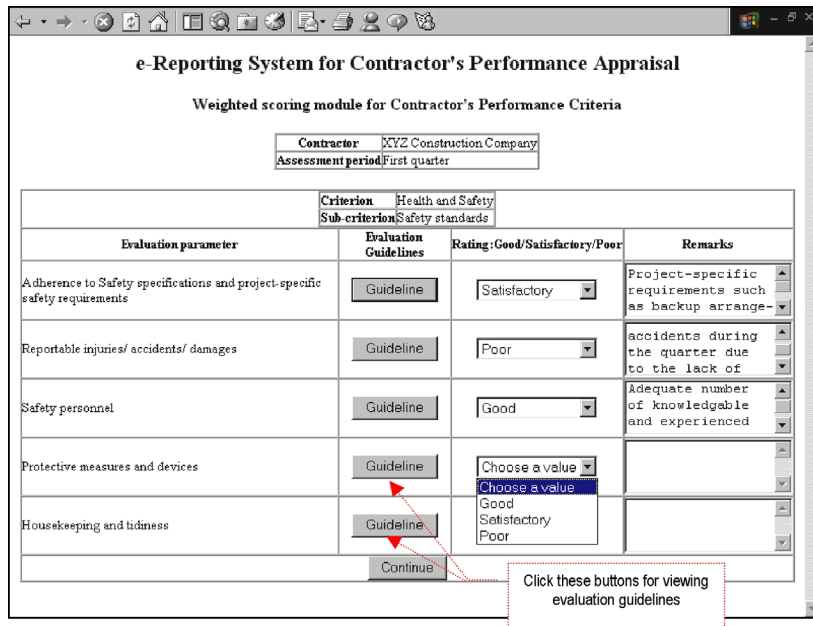 e-Reporting System for Contractor's Performance Appraisal
Weighted scoring module for Contractor's Performance Criteria
Contractor XYZ Construction Company
Assessment period First quarter
Criterion Health and Safety
Sub-criterion Safety standards
Evaluation parameter
Evaluation
Guidelines
Rating:Good/Satisfactory/Poor
Remarks
Adherence to Safety specifications and project-specific
safety requirements
Guideline
Satisfactory
Project-specific
requirements such
as backup arrange-
Reportable injuries/ accidents/ damages
Guideline
Poor
accidents during
the quarter due
to the lack of
Safety personnel
Guideline
Good
Adequate number
of knowledgable
and experienced
Protective measures and devices
Guideline
Choose a value
Choose a value
Good
Satisfactory
Poor
Housekeeping and tidiness
Guideline
Continue
Click these buttons for viewing
evaluation guidelines